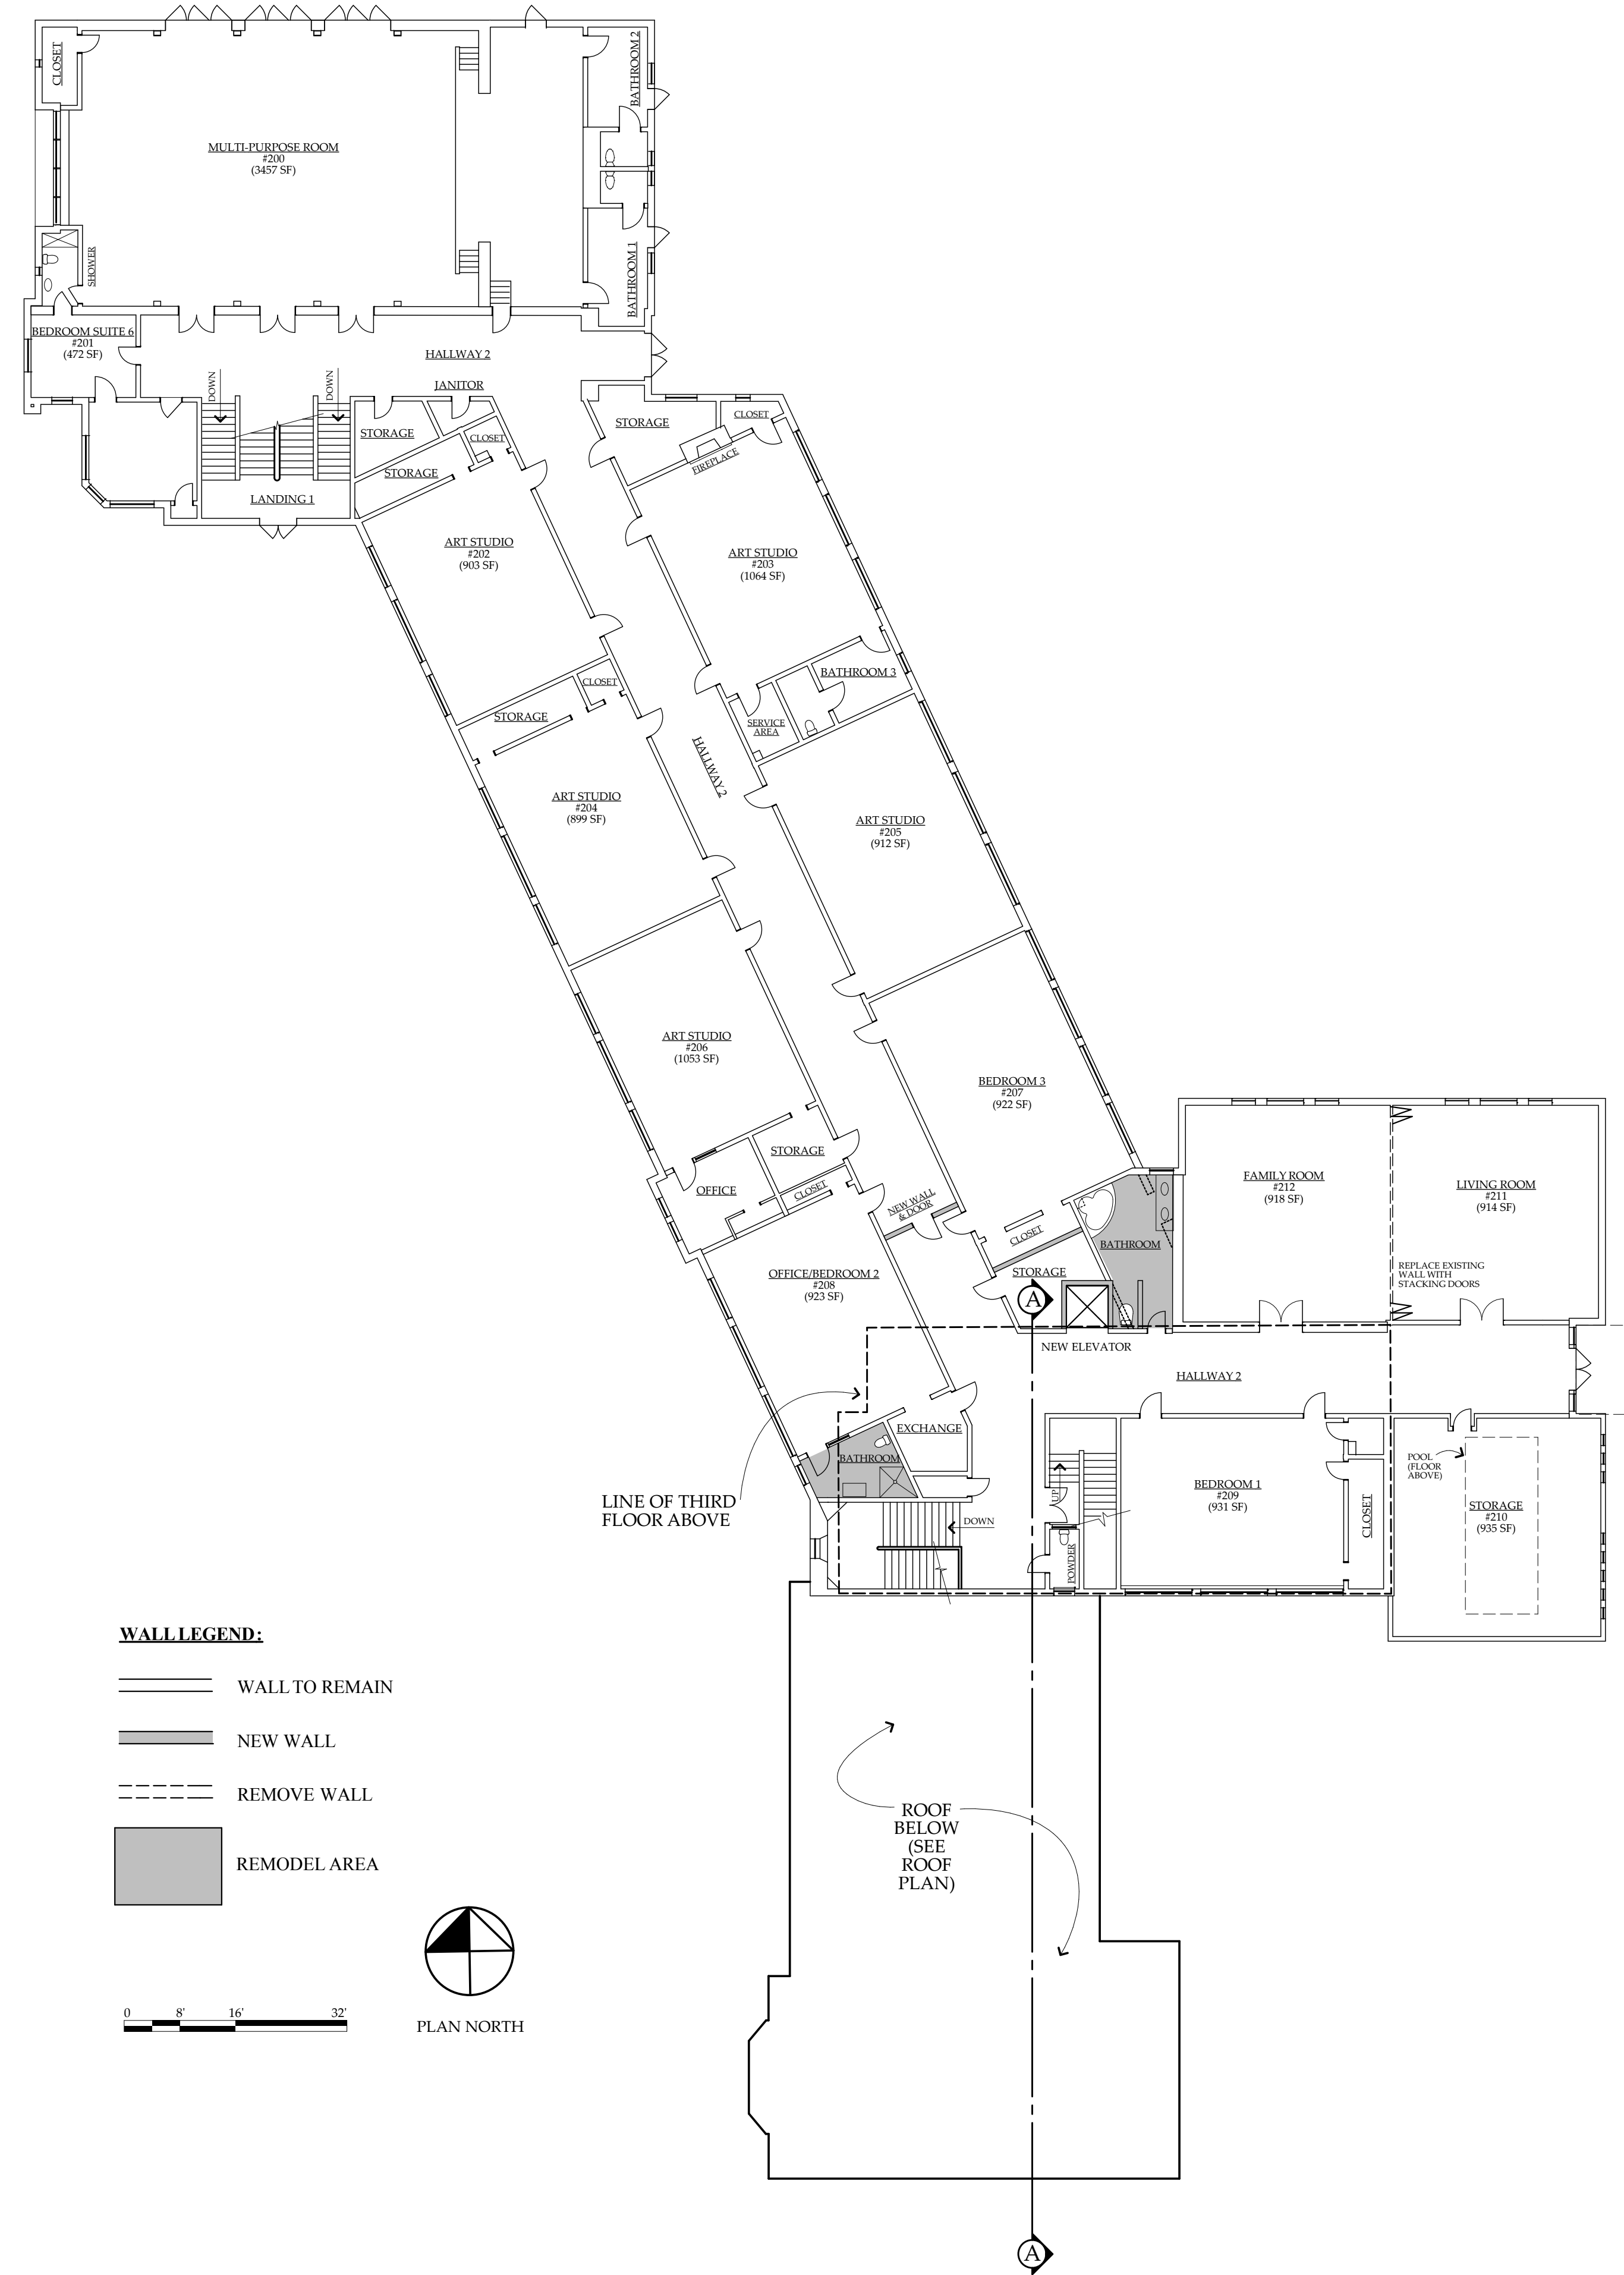 CLOSET
BATHROOM 2
MULTI-PURPOSE ROOM
#200
(3457 SF)
SHOWER
BATHROOM 1
BEDROOM SUITE 6
#201
(472 SF)
HALLWAY 2
DOWN
DOWN
JANITOR
STORAGE
CLOSET
STORAGE
STORAGE
CLOSET
FIREPLACE
LANDING 1
ART STUDIO
#202
(903 SF)
ART STUDIO
#203
(1064 SF)
CLOSET
BATHROOM 3
STORAGE
SERVICE
AREA
HALLWAY 2
ART STUDIO
#204
(899 SF)
ART STUDIO
#205
(912 SF)
ART STUDIO
#206
(1053 SF)
BEDROOM 3
#207
(922 SF)
STORAGE
OFFICE
CLOSET
NEW WALL
& DOOR
CLOSET
BATHROOM
FAMILY ROOM
#212
(918 SF)
LIVING ROOM
#211
(914 SF)
REPLACE EXISTING
WALL WITH
STACKING DOORS
OFFICE/BEDROOM 2
#208
(923 SF)
STORAGE
A
NEW ELEVATOR
HALLWAY 2
EXCHANGE
BATHROOM
LINE OF THIRD
FLOOR ABOVE
DOWN
UP
POWDER
BEDROOM 1
#209
(931 SF)
CLOSET
POOL
(FLOOR
ABOVE)
STORAGE
#210
(935 SF)
WALL LEGEND:
WALL TO REMAIN
NEW WALL
REMOVE WALL
REMODEL AREA
ROOF
BELOW
(SEE
ROOF
PLAN)
0 8' 16' 32'
PLAN NORTH
A